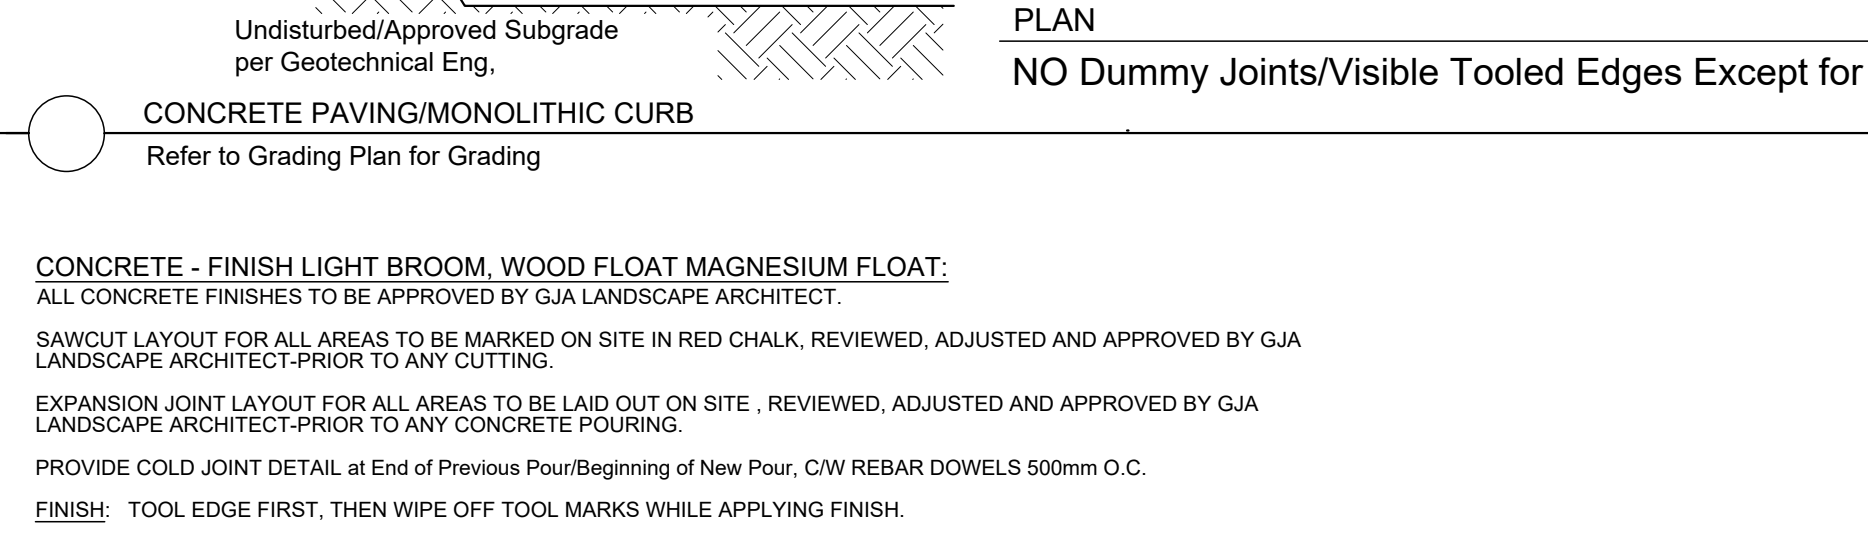 Undisturbed/Approved Subgrade
per Geotechnical Eng,
CONCRETE PAVING/MONOLITHIC CURB
Refer to Grading Plan for Grading
PLAN
NO Dummy Joints/Visible Tooled Edges Except for
CONCRETE - FINISH LIGHT BROOM, WOOD FLOAT MAGNESIUM FLOAT:
ALL CONCRETE FINISHES TO BE APPROVED BY GJA LANDSCAPE ARCHITECT.
SAWCUT LAYOUT FOR ALL AREAS TO BE MARKED ON SITE IN RED CHALK, REVIEWED, ADJUSTED AND APPROVED BY GJA
LANDSCAPE ARCHITECT-PRIOR TO ANY CUTTING.
EXPANSION JOINT LAYOUT FOR ALL AREAS TO BE LAID OUT ON SITE , REVIEWED, ADJUSTED AND APPROVED BY GJA
LANDSCAPE ARCHITECT-PRIOR TO ANY CONCRETE POURING.
PROVIDE COLD JOINT DETAIL at End of Previous Pour/Beginning of New Pour, C/W REBAR DOWELS 500mm O.C.
FINISH: TOOL EDGE FIRST, THEN WIPE OFF TOOL MARKS WHILE APPLYING FINISH.